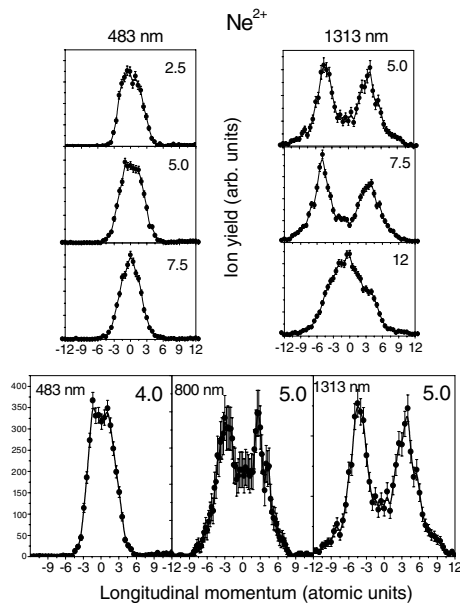 Ne2+
483 nm
1313 nm
2.5
5.0
7.5
-12-9 -6 -3 0 3 6 9 12
5.0
7.5
12
-12-9 -6 -3 0 3 6 9 12
Ion yield (arb. units)
400
350
300
250
200
150
100
50
0
483 nm
4.0
800 nm
5.0
1313 nm
5.0
-9 -6 -3 0 3 6 9
-9 -6 -3 0 3 6 9
-12 -9 -6 -3 0 3 6 9 12
Longitudinal momentum (atomic units)